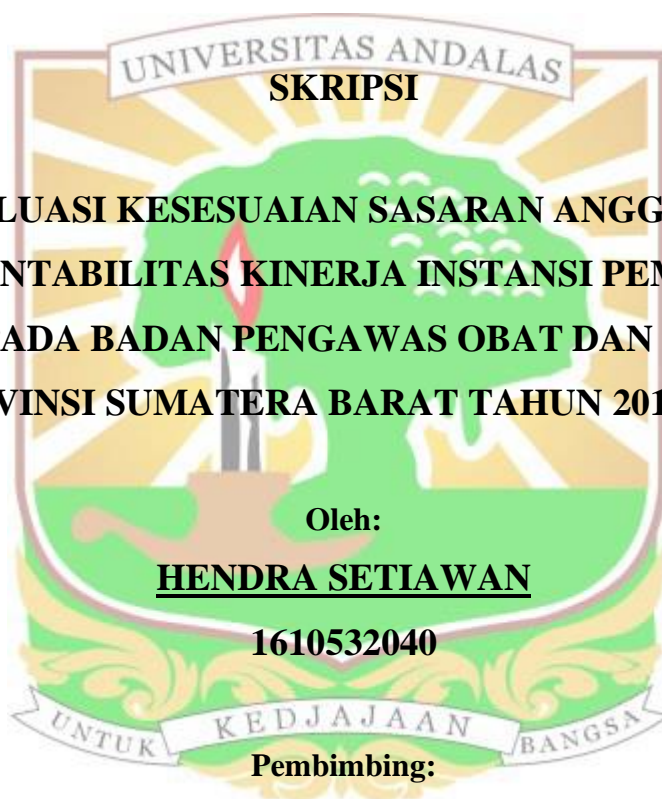 UNIVERSITAS ANDALAS
SKRIPSI
LUASI KESESUAIAN SASARAN ANGG
NTABILITAS KINERJA INSTANSI PEM
ADA BADAN PENGAWAS OBAT DAN
VINSI SUMATERA BARAT TAHUN 201
Oleh:
HENDRA SETIAWAN
1610532040
UNTUK KEDJAJAAN BANGSA
Pembimbing: